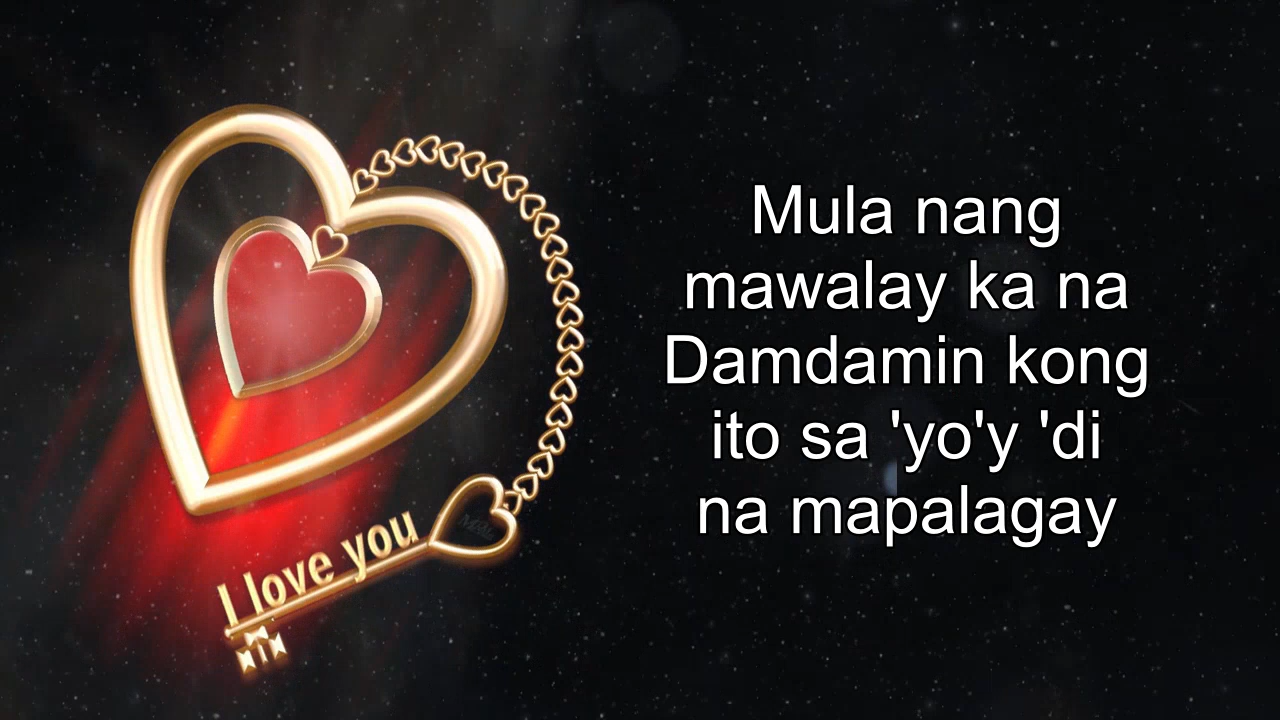 Mula nang
mawalay ka na
Damdamin kong
ito sa 'yo'y 'di
na mapalagay
I love you